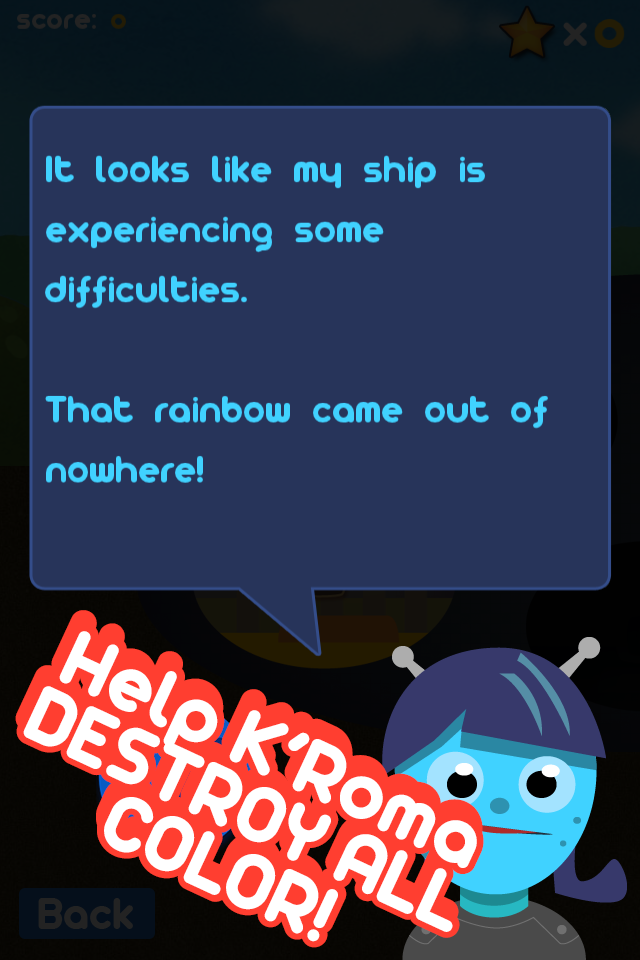 score: 0
x 0
It looks like my ship is
experiencing some
difficulties.
That rainbow came out of
nowhere!
Help K'Roma
DESTROY ALL
COLOR!
Back